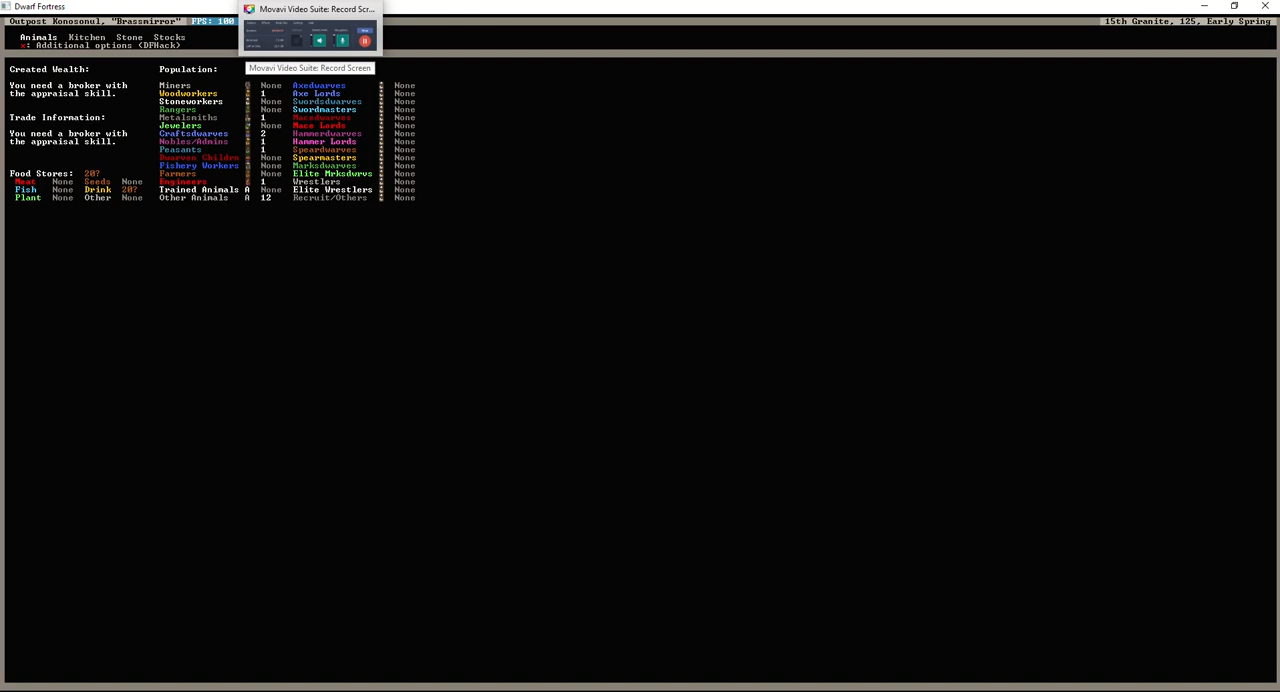 Dwarf Fortress
Movavi Video Suite: Record Scr...
Outpost Konosonul, "Brassmirror" FPS: 100 15th Granite, 125, Early Spring
Animals Kitchen Stone Stocks
x: Additional options (DFHack)
Movavi Video Suite: Record Screen
Created Wealth: Population:
Miners None Axedwarves None
You need a broker with Woodworkers 1 Axe Lords None
the appraisal skill. Stoneworkers None Swordsdwarves None
Rangers None Swordmasters None
Trade Information: Metalsmiths 1 Macedwarves None
Jewelers None Mace Lords None
You need a broker with Craftsdwarves 2 Hammerdwarves None
the appraisal skill. Nobles/Admins 1 Hammer Lords None
Peasants 1 Speardwarves None
Dwarven Children None Spearmasters None
Fishery Workers None Marksdwarves None
Food Stores: 20? Farmers None Elite Mrksdwrvs None
Meat None Seeds None Engineers 1 Wrestlers None
Fish None Drink 20? Trained Animals A None Elite Wrestlers None
Plant None Other None Other Animals A 12 Recruit/Others None